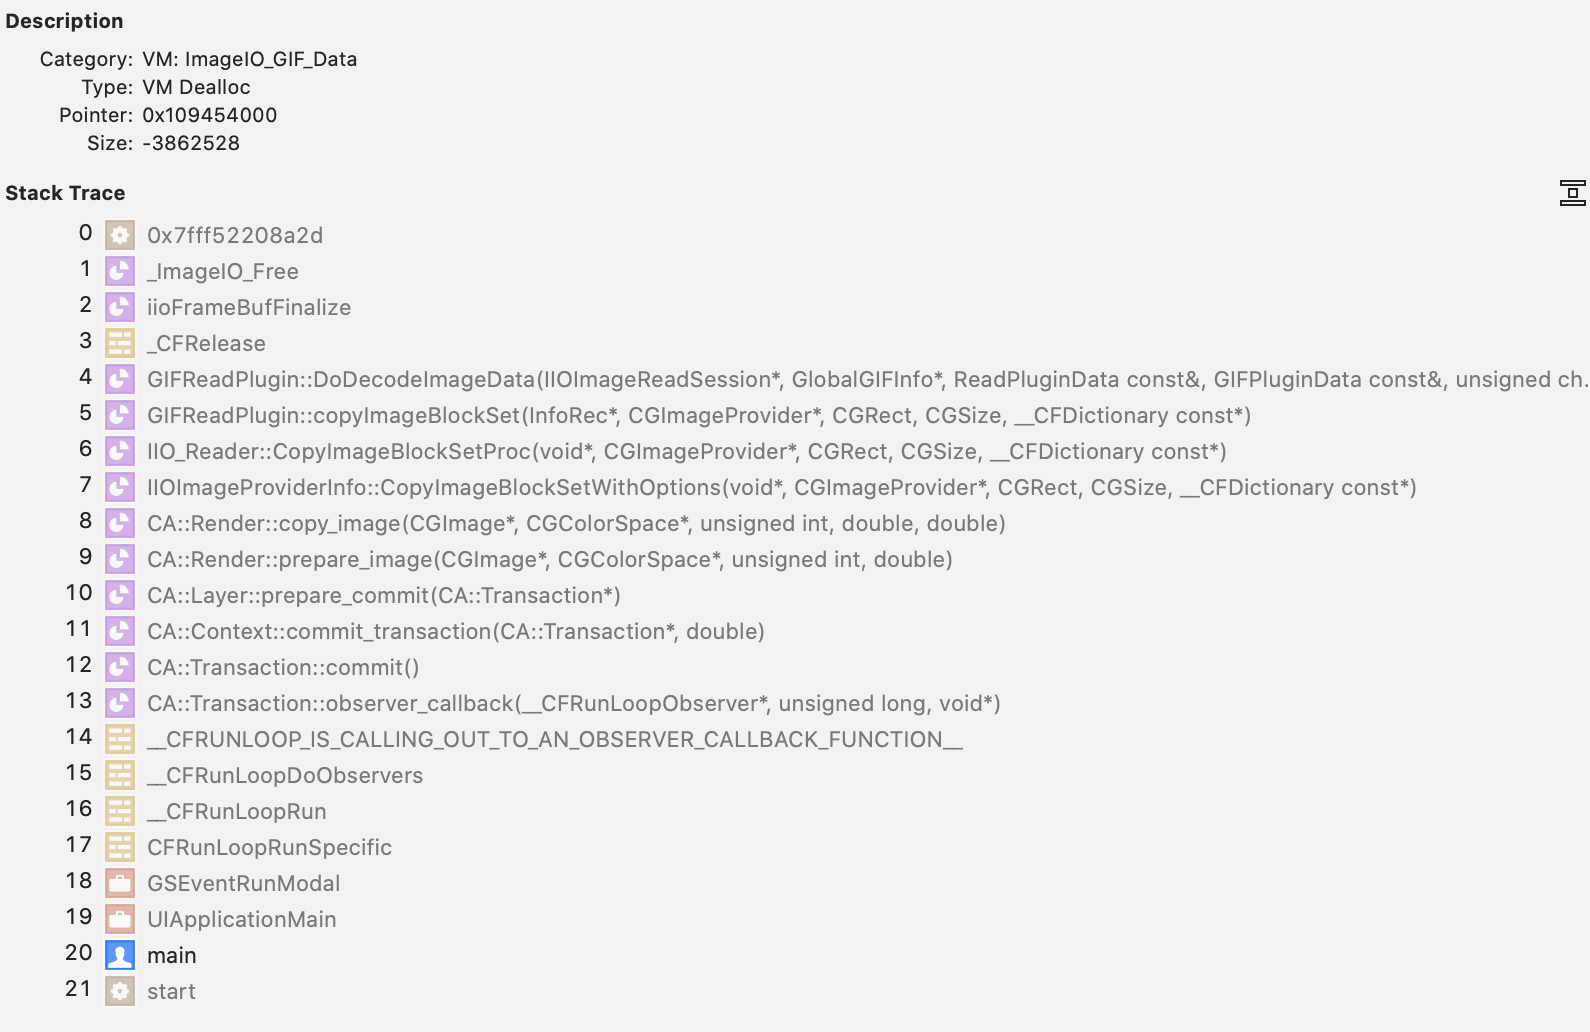 Description
Category: VM: ImageIO_GIF_Data
Type: VM Dealloc
Pointer: 0x109454000
Size: -3862528
Stack Trace
0 0x7fff52208a2d
1 _ImageIO_Free
2 iioFrameBufFinalize
3 _CFRelease
4 GIFReadPlugin::DoDecodeImageData(IIOImageReadSession*, GlobalGIFInfo*, ReadPluginData const&, GIFPluginData const&, unsigned ch.
5 GIFReadPlugin::copyImageBlockSet(InfoRec*, CGImageProvider*, CGRect, CGSize, __CFDictionary const*)
6 IIO_Reader::CopyImageBlockSetProc(void*, CGImageProvider*, CGRect, CGSize, __CFDictionary const*)
7 IIOImageProviderInfo::CopyImageBlockSetWithOptions(void*, CGImageProvider*, CGRect, CGSize, __CFDictionary const*)
8 CA::Render::copy_image(CGImage*, CGColorSpace*, unsigned int, double, double)
9 CA::Render::prepare_image(CGImage*, CGColorSpace*, unsigned int, double)
10 CA::Layer::prepare_commit(CA::Transaction*)
11 CA::Context::commit_transaction(CA::Transaction*, double)
12 CA::Transaction::commit()
13 CA::Transaction::observer_callback(__CFRunLoopObserver*, unsigned long, void*)
14 __CFRUNLOOP_IS_CALLING_OUT_TO_AN_OBSERVER_CALLBACK_FUNCTION__
15 __CFRunLoopDoObservers
16 __CFRunLoopRun
17 CFRunLoopRunSpecific
18 GSEventRunModal
19 UIApplicationMain
20 main
21 start